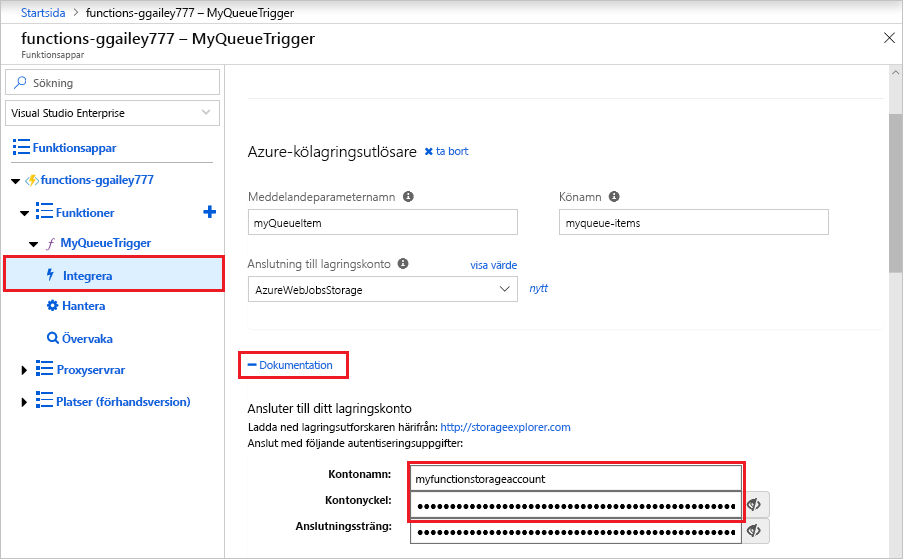 Startsida > functions-ggailey777 – MyQueueTrigger
functions-ggailey777 – MyQueueTrigger
Funktionsappar
Sökning
Visual Studio Enterprise
Funktionsappar
functions-ggailey777
Funktioner
MyQueueTrigger
Integrera
Hantera
Övervaka
Proxyservrar
Platser (förhandsversion)
Azure-kölagringsutlösare ta bort
Meddelandeparameternamn Könamn
myQueueItem myqueue-items
Anslutning till lagringskonto visa värde
AzureWebJobsStorage nytt
Dokumentation
Ansluter till ditt lagringskonto
Ladda ned lagringsutforskaren härifrån: http://storageexplorer.com
Anslut med följande autentiseringsuppgifter:
Kontonamn: myfunctionstorageaccount
Kontonyckel:
Anslutningssträng: